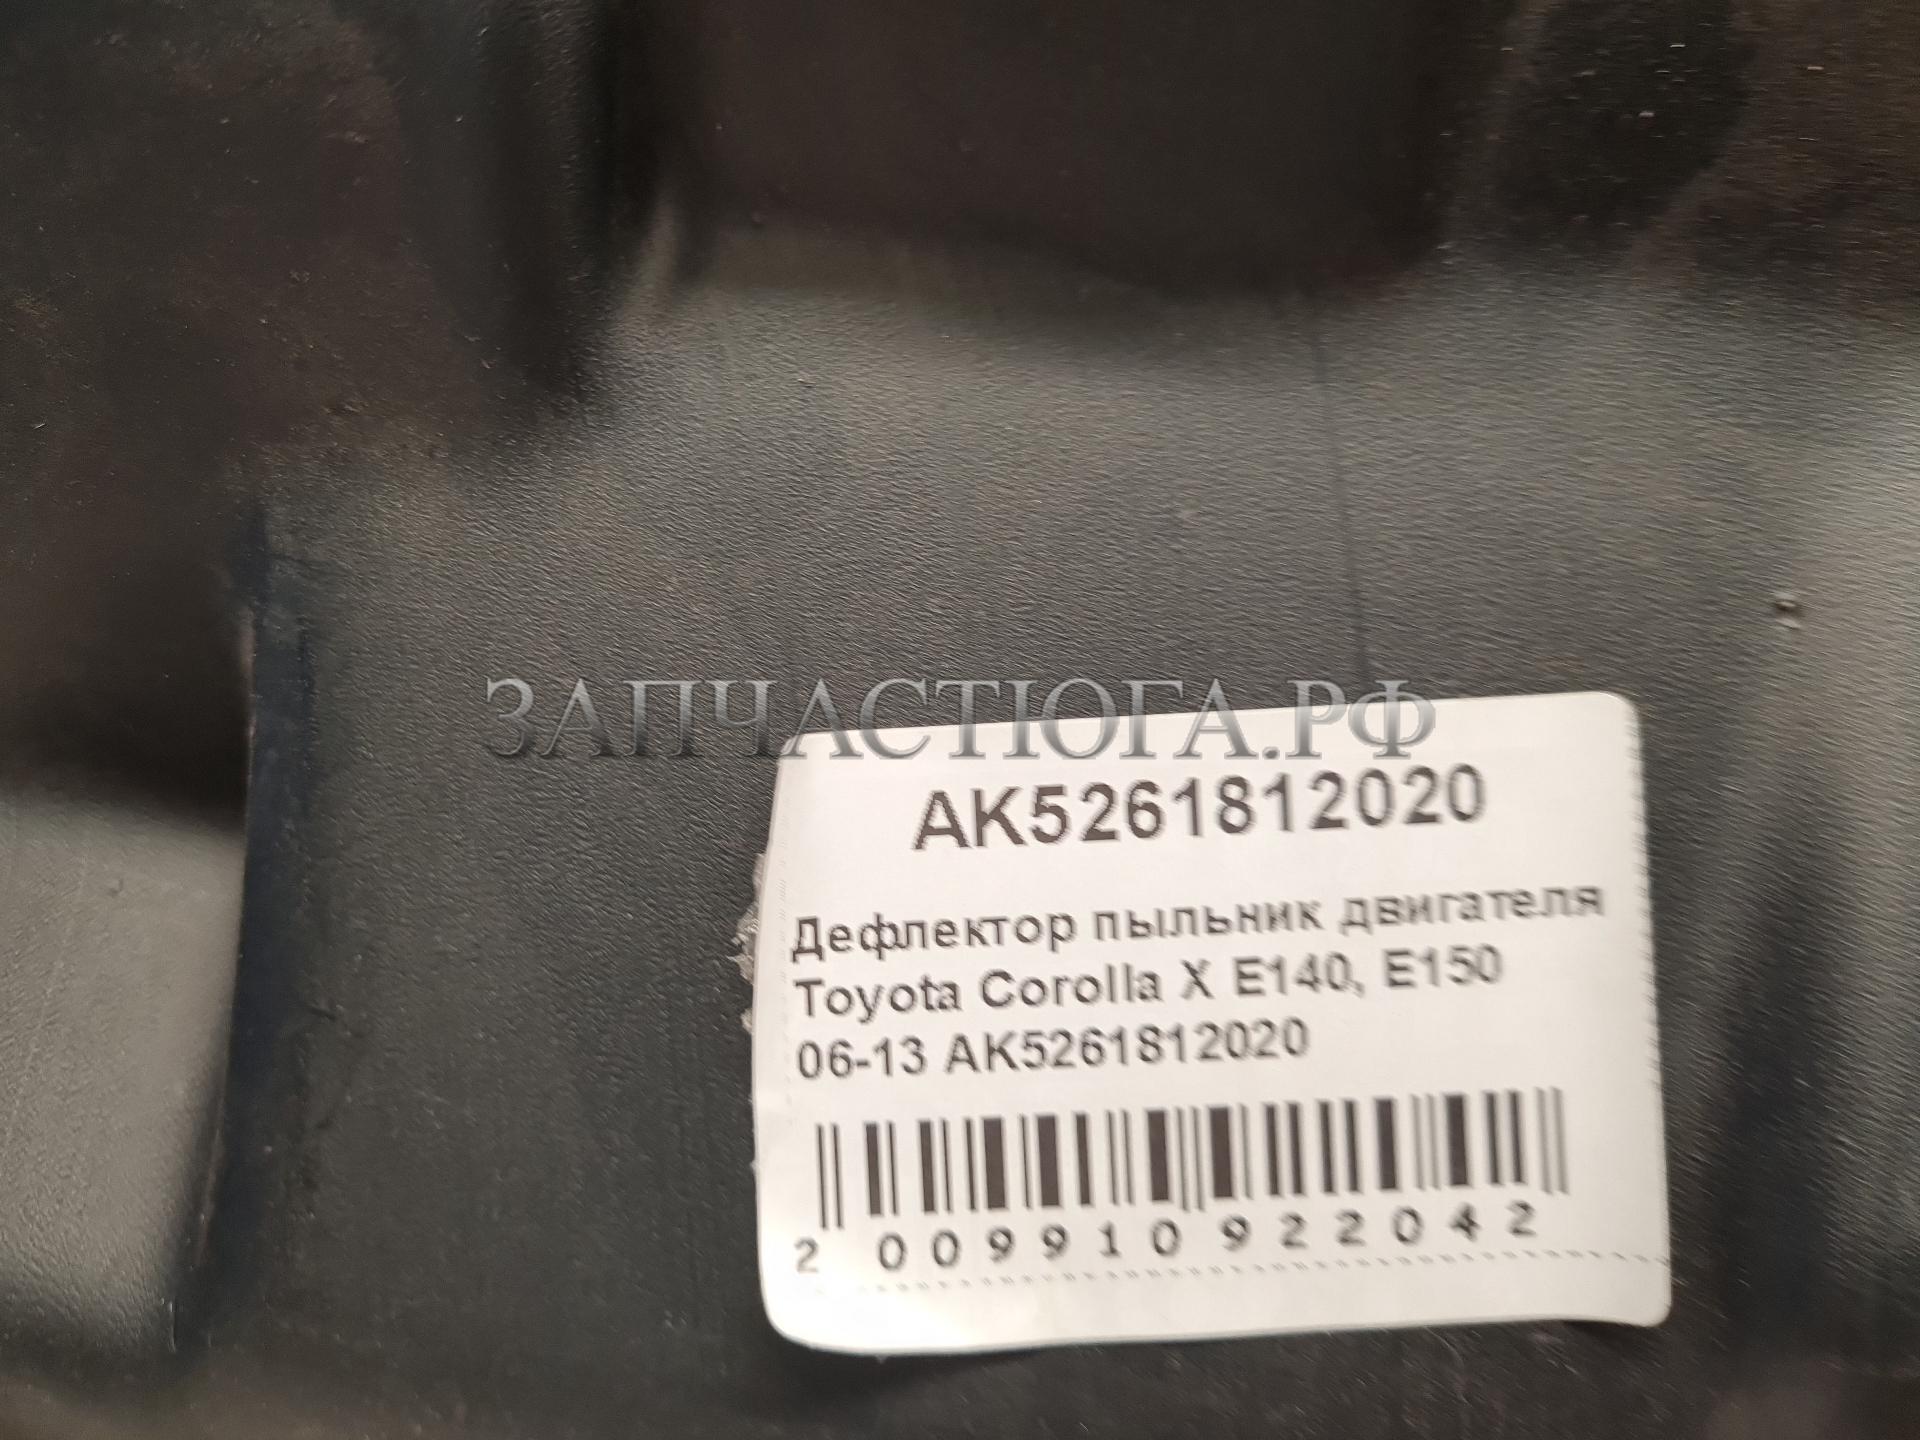 ЗАПЧАСТЮГА.РФ
AK5261812020
Дефлектор пыльник двигателя
Toyota Corolla X E140, E150
06-13 AK5261812020
2 009910 922042